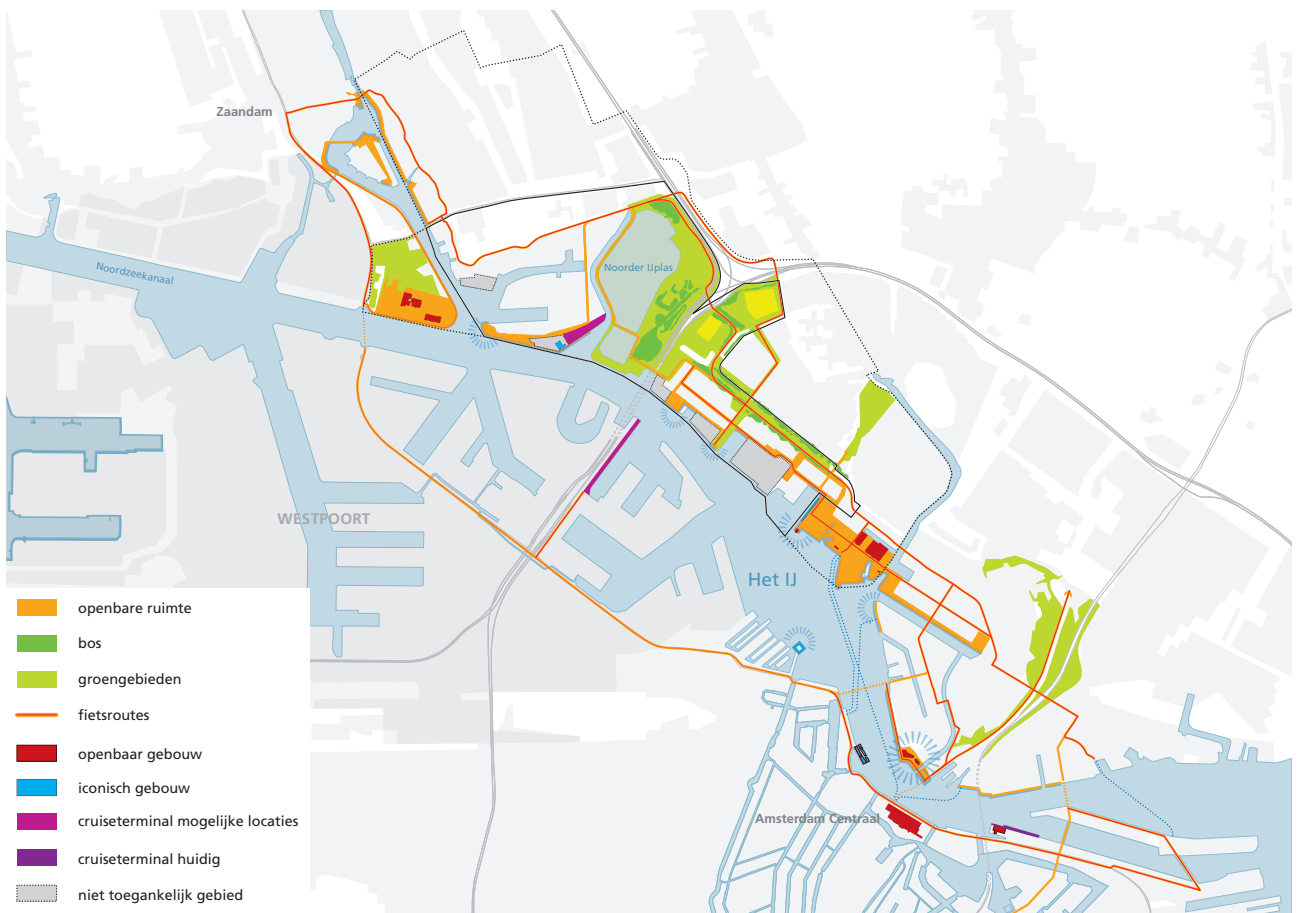 Zaandam
Noordzeekanaal
Noorder IJplas
WESTPOORT
Het IJ
Amsterdam Centraal
openbare ruimte
bos
groengebieden
fietsroutes
openbaar gebouw
iconisch gebouw
cruiseterminal mogelijke locaties
cruiseterminal huidig
niet toegankelijk gebied